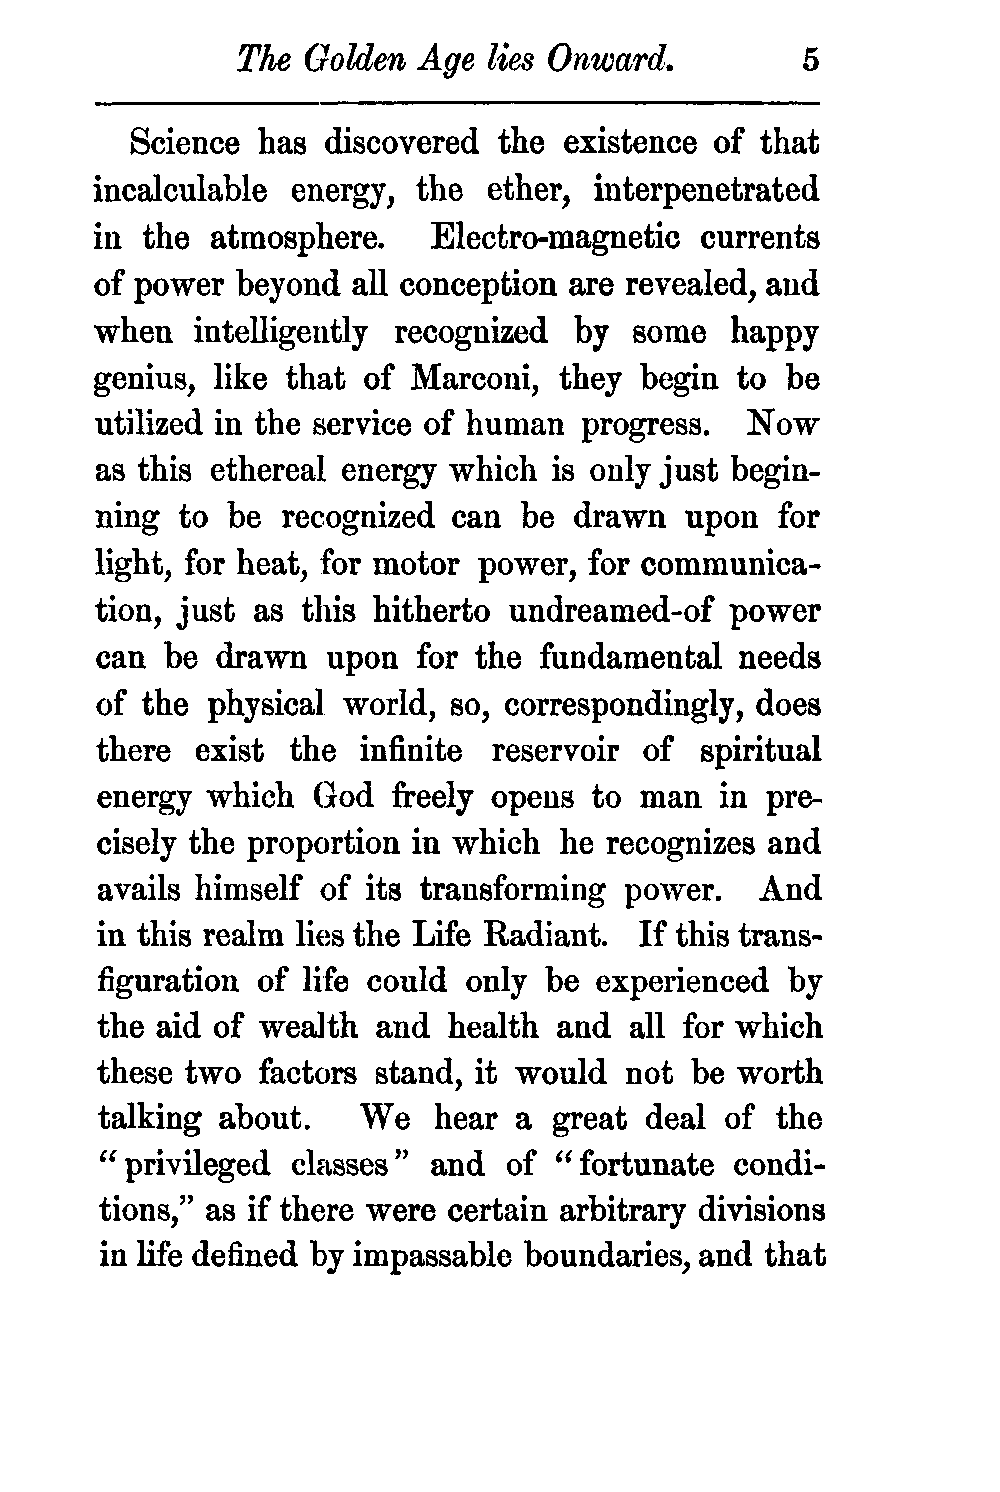 The Golden Age lies Onward. 5
Science has discovered the existence of that
incalculable energy, the ether, interpenetrated
in the atmosphere. Electro-magnetic currents
of power beyond all conception are revealed, and
when intelligently recognized by some happy
genius, like that of Marconi, they begin to be
utilized in the service of human progress. Now
as this ethereal energy which is only just begin-
ning to be recognized can be drawn upon for
light, for heat, for motor power, for communica-
tion, just as this hitherto undreamed-of power
can be drawn upon for the fundamental needs
of the physical world, so, correspondingly, does
there exist the infinite reservoir of spiritual
energy which God freely opens to man in pre-
cisely the proportion in which he recognizes and
avails himself of its transforming power. And
in this realm lies the Life Radiant. If this trans-
figuration of life could only be experienced by
the aid of wealth and health and all for which
these two factors stand, it would not be worth
talking about. We hear a great deal of the
“privileged classes” and of “fortunate condi-
tions,” as if there were certain arbitrary divisions
in life defined by impassable boundaries, and that